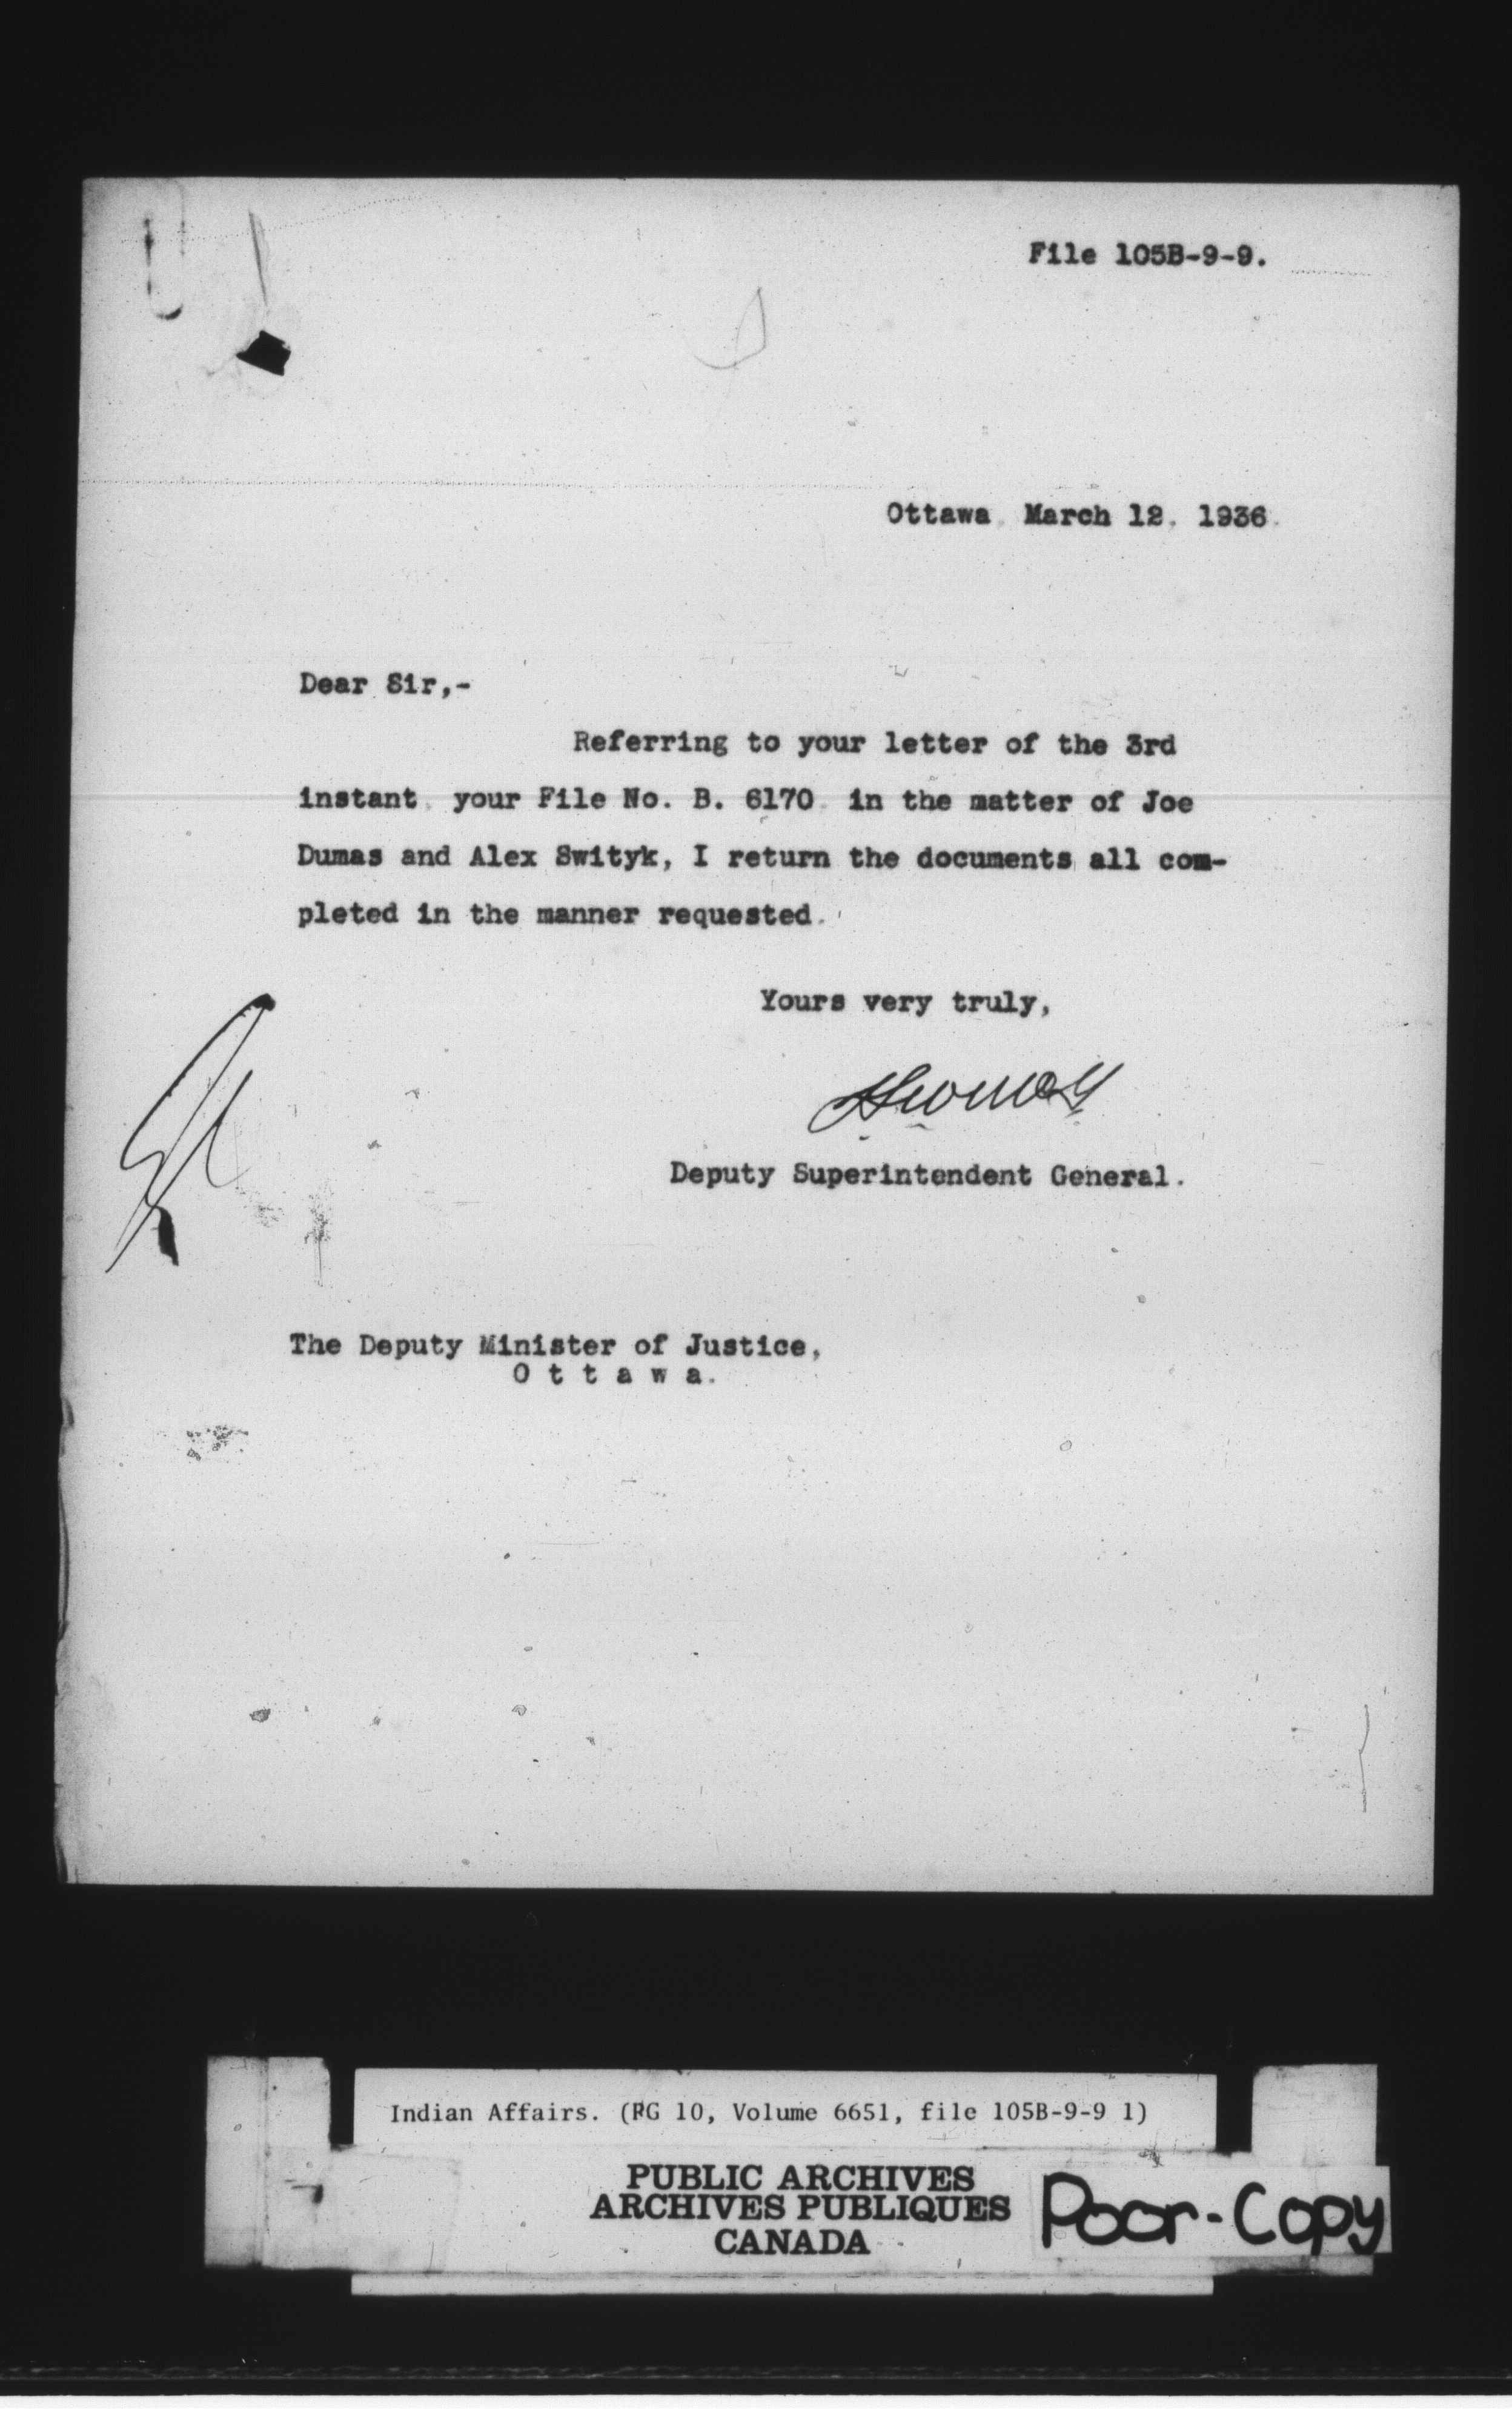 File 105B-9-9.
Ottawa, March 12, 1936.
Dear Sir,-
Referring to your letter of the 3rd
instant, your File No. B. 6170, in the matter of Joe
Dumas and Alex Swityk, I return the documents all com-
pleted in the manner requested.
Yours very truly,
Deputy Superintendent General.
The Deputy Minister of Justice,
O t t a w a.
Indian Affairs. (RG 10, Volume 6651, file 105B-9-9 1)
PUBLIC ARCHIVES
ARCHIVES PUBLIQUES
CANADA
Poor-Copy